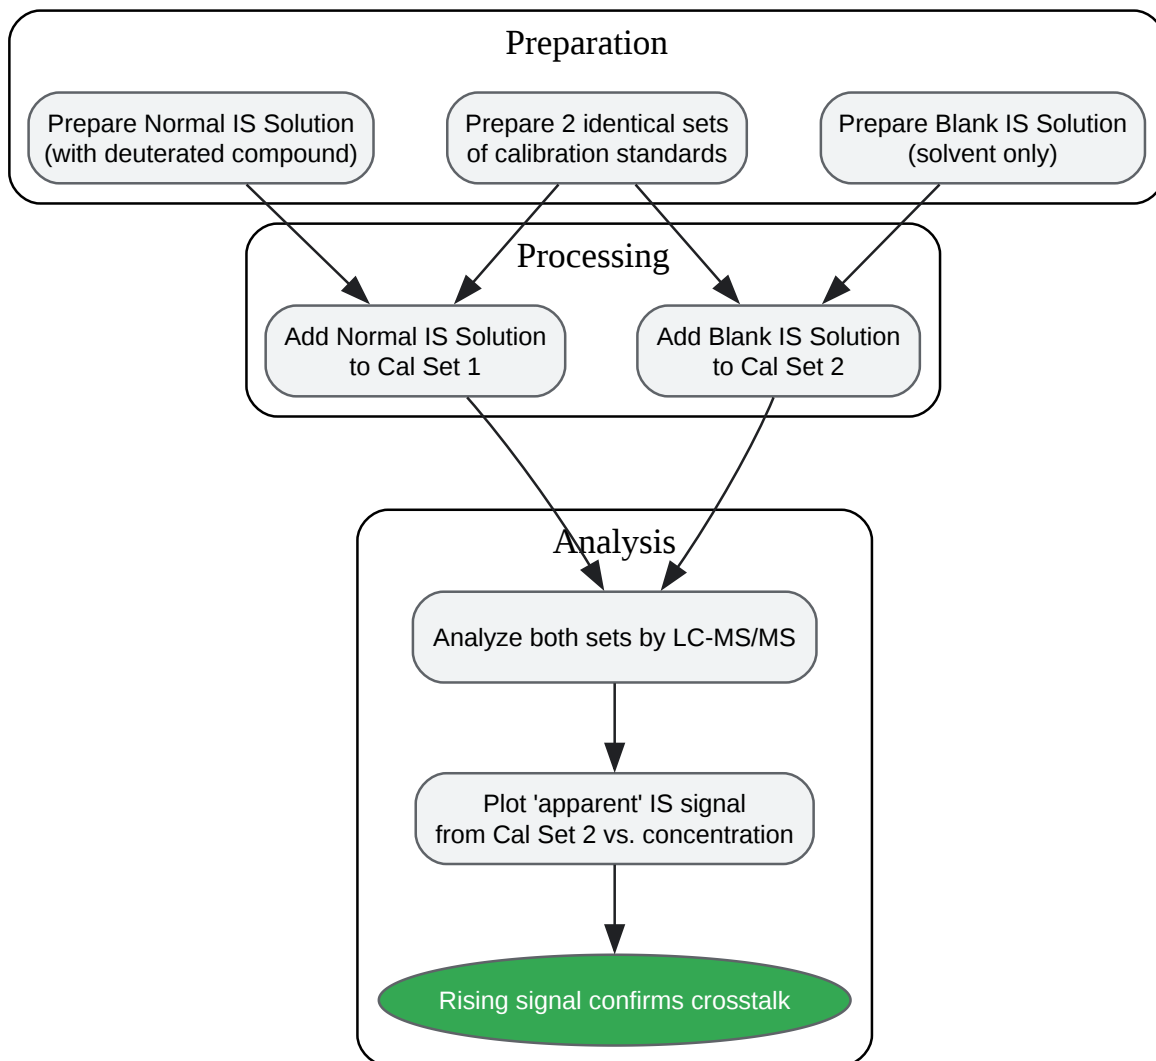 Preparation
Prepare Normal IS Solution
(with deuterated compound)
Prepare 2 identical sets
of calibration standards
Prepare Blank IS Solution
(solvent only)
Processing
Add Normal IS Solution
to Cal Set 1
Add Blank IS Solution
to Cal Set 2
Analysis
Analyze both sets by LC-MS/MS
Plot 'apparent' IS signal
from Cal Set 2 vs. concentration
Rising signal confirms crosstalk